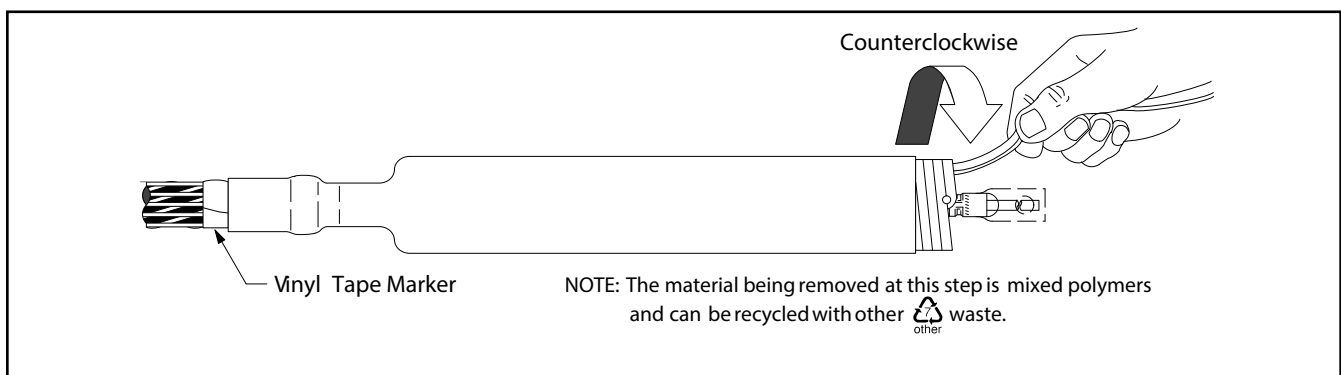 Counterclockwise
Vinyl Tape Marker
NOTE: The material being removed at this step is mixed polymers
and can be recycled with other 7 waste.
other